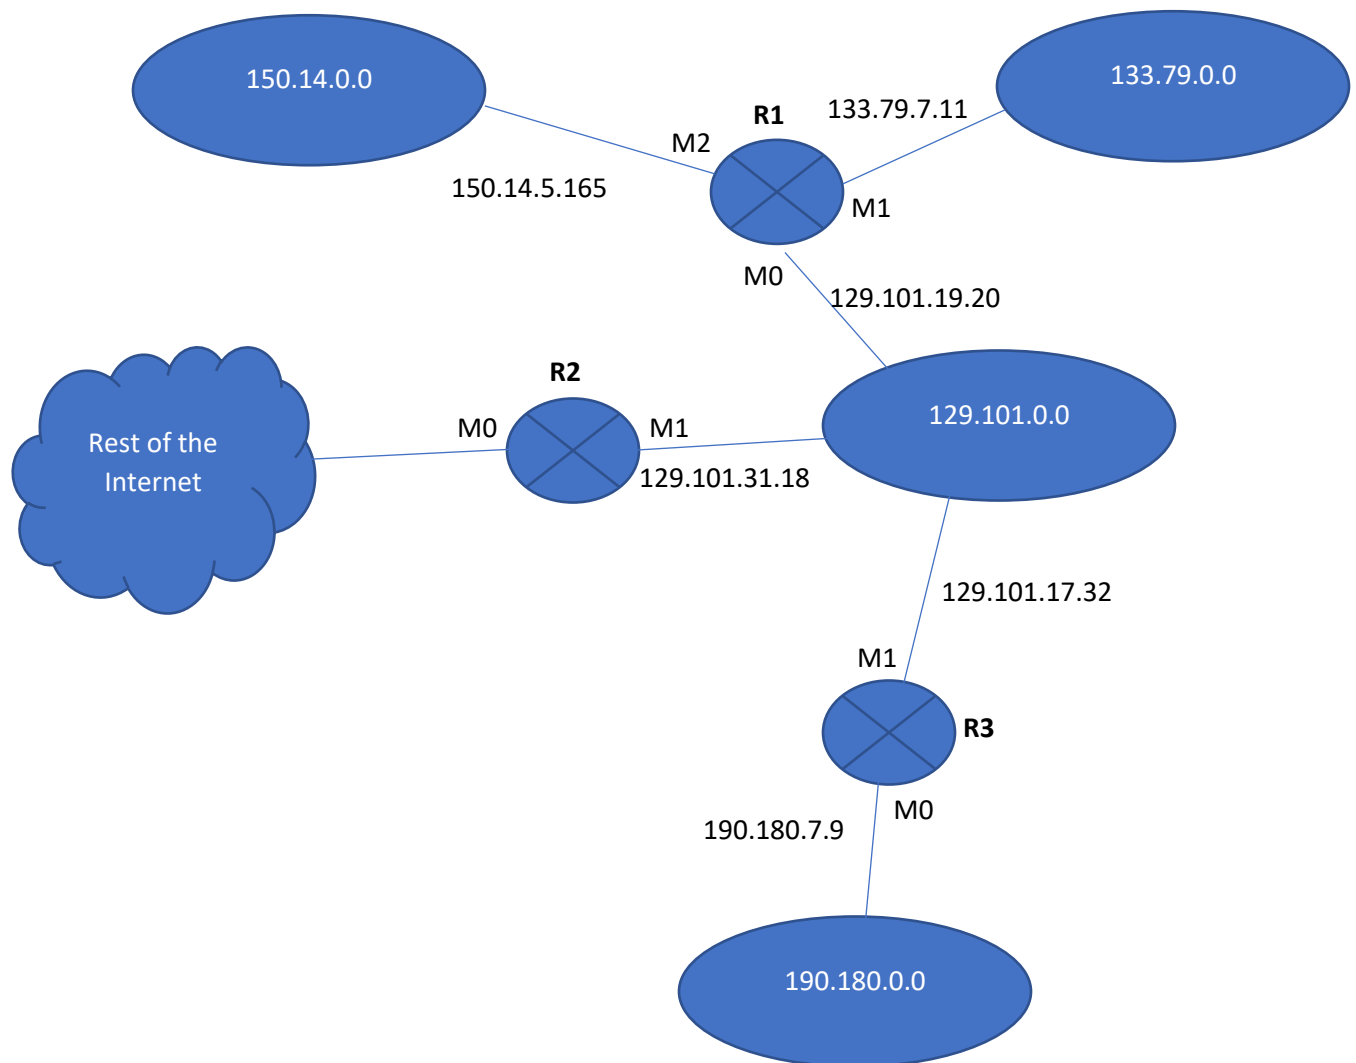 150.14.0.0
133.79.0.0
133.79.7.11
R1
M2
150.14.5.165
M1
M0
129.101.19.20
R2
129.101.0.0
M0
M1
Rest of the
Internet
129.101.31.18
129.101.17.32
M1
R3
M0
190.180.7.9
190.180.0.0